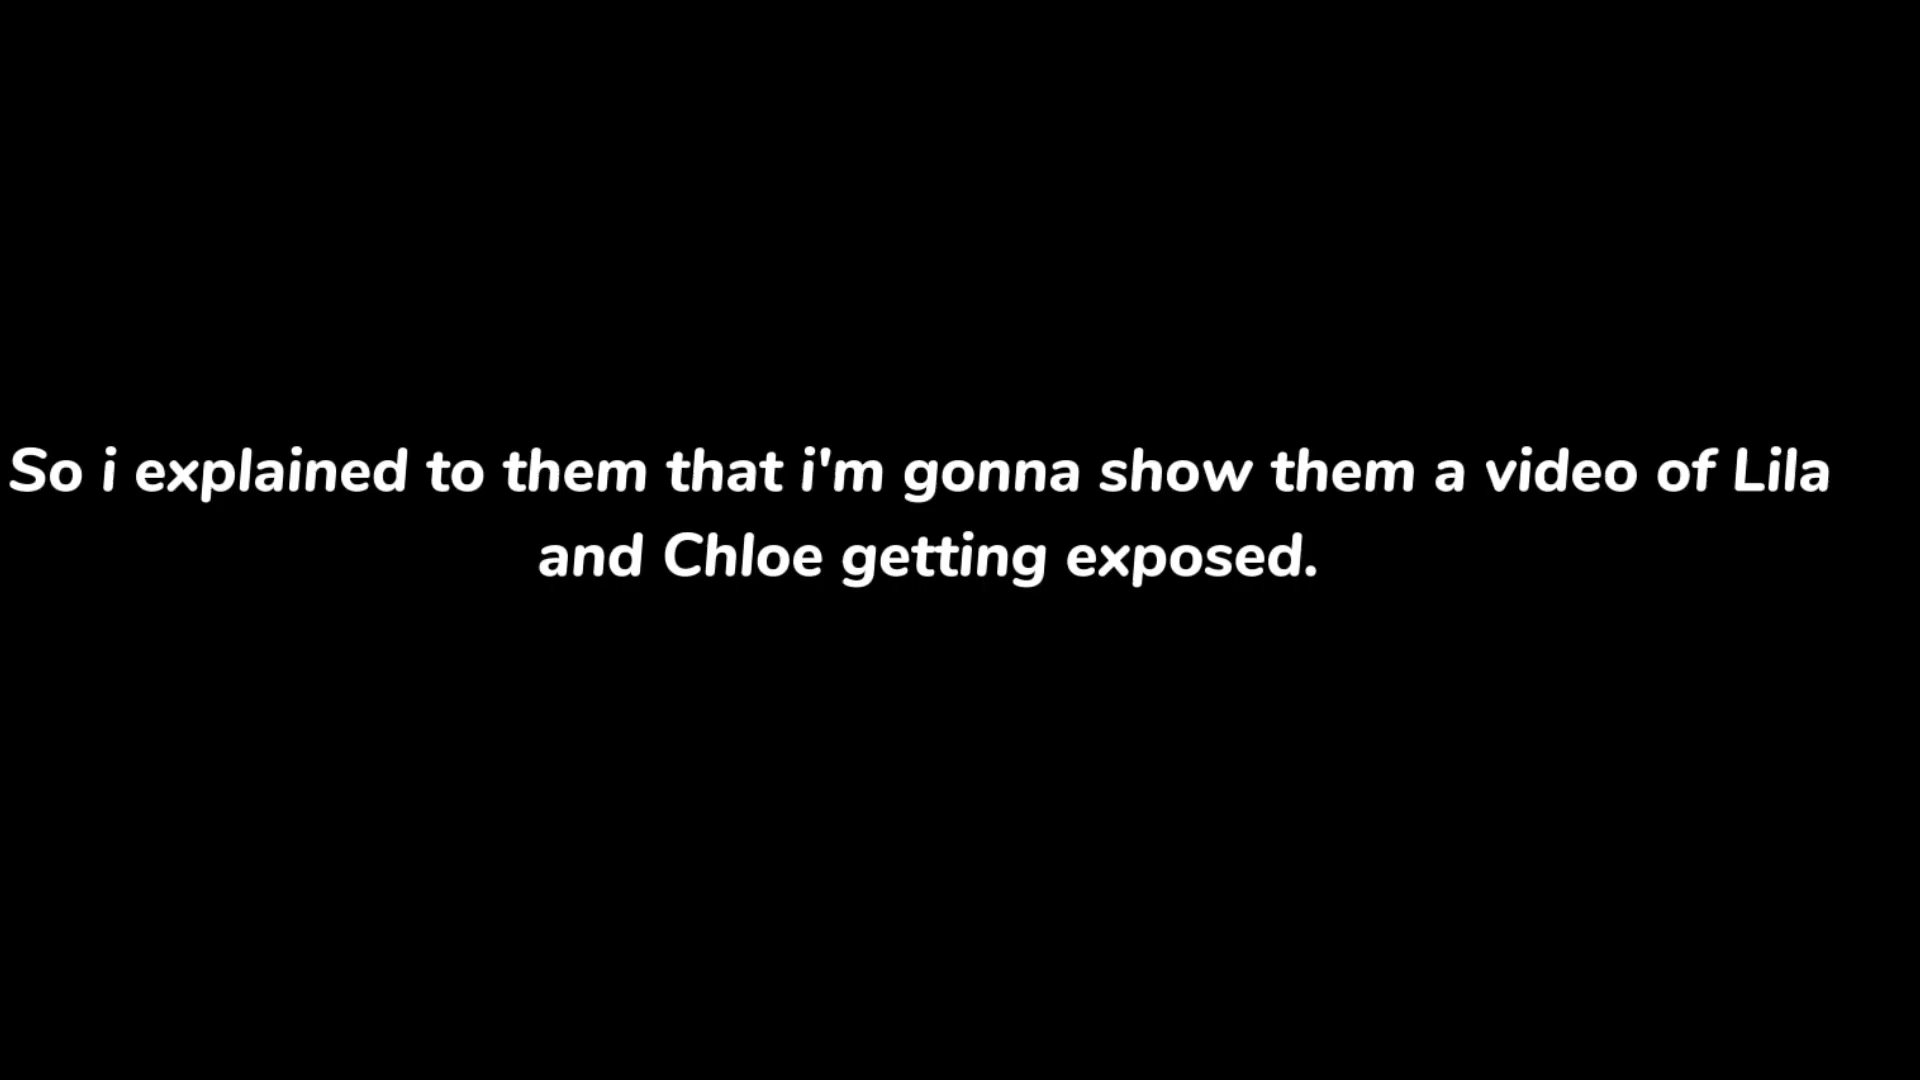 So i explained to them that i'm gonna show them a video of Lila
and Chloe getting exposed.